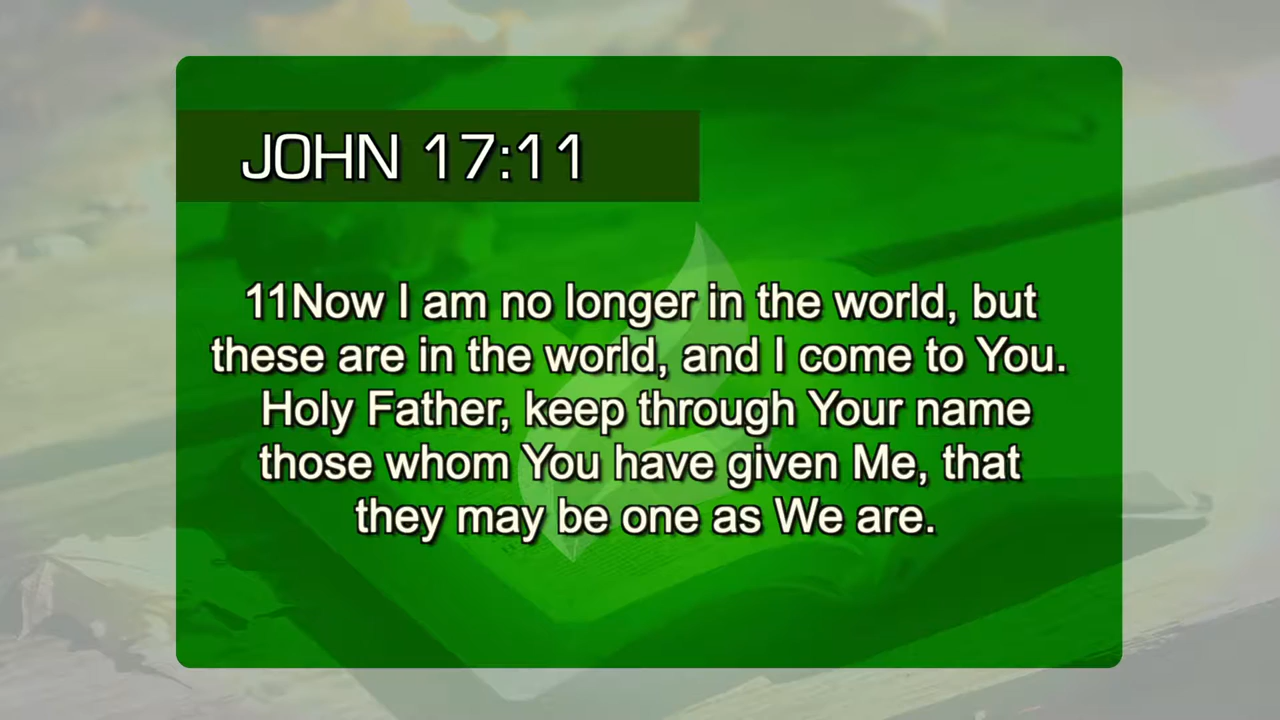 JOHN 17:11
11Now I am no longer in the world, but
these are in the world, and I come to You.
Holy Father, keep through Your name
those whom You have given Me, that
they may be one as We are.